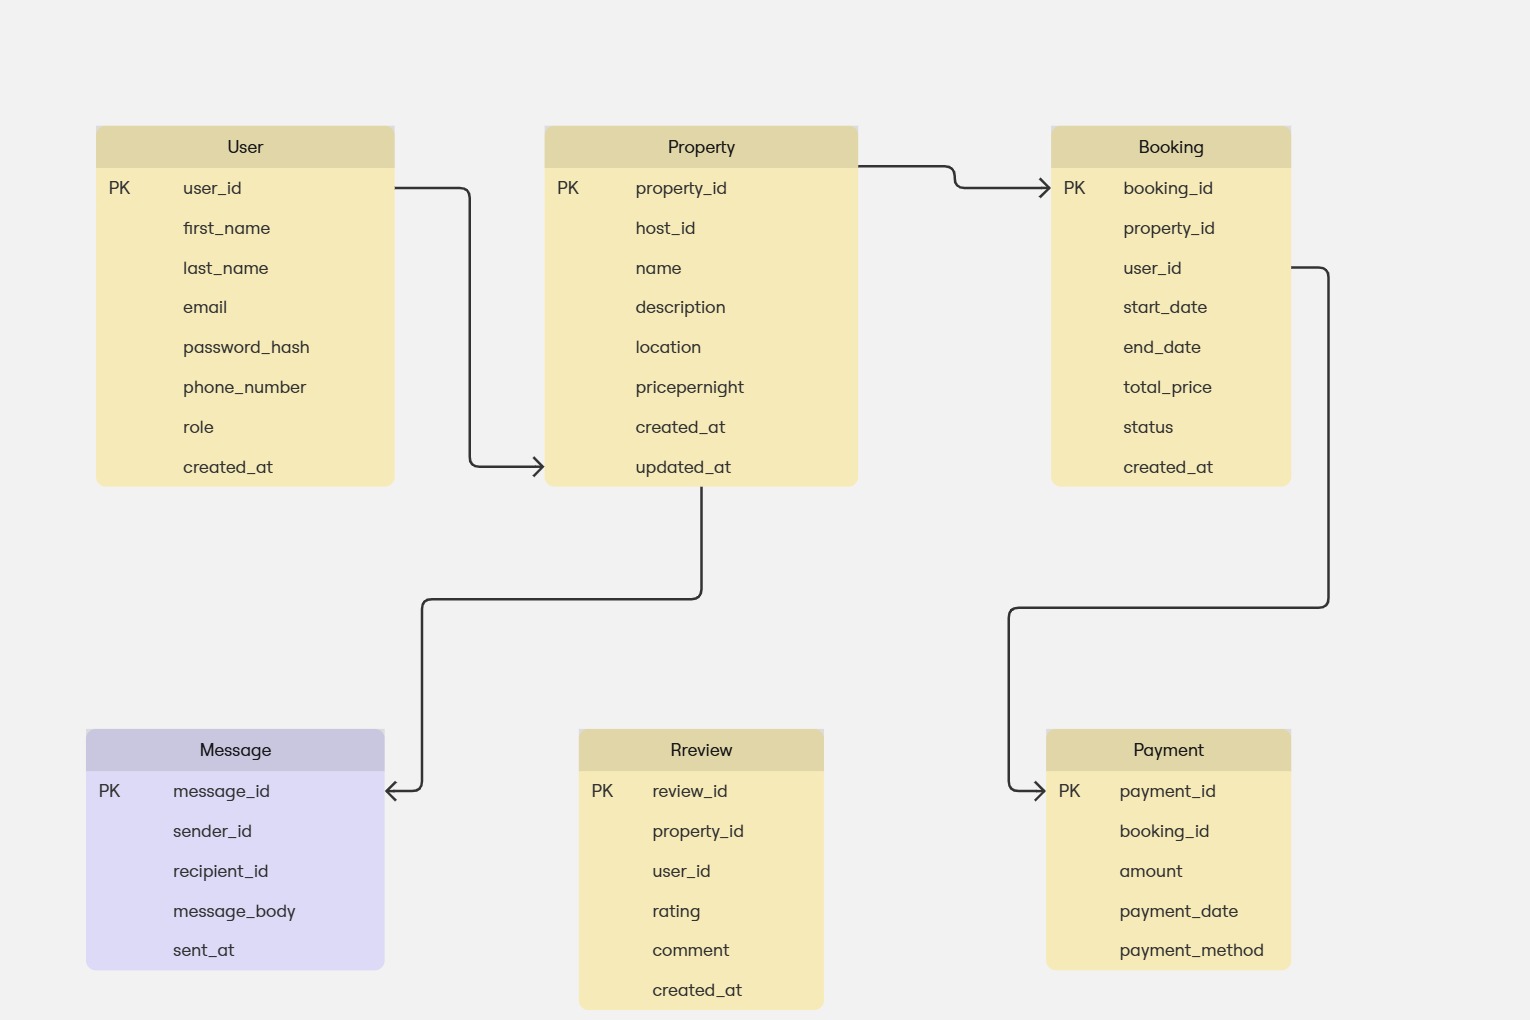 User
PK user_id
first_name
last_name
email
password_hash
phone_number
role
created_at
Property
PK property_id
host_id
name
description
location
pricepernight
created_at
updated_at
Booking
PK booking_id
property_id
user_id
start_date
end_date
total_price
status
created_at
Message
PK message_id
sender_id
recipient_id
message_body
sent_at
Rreview
PK review_id
property_id
user_id
rating
comment
created_at
Payment
PK payment_id
booking_id
amount
payment_date
payment_method